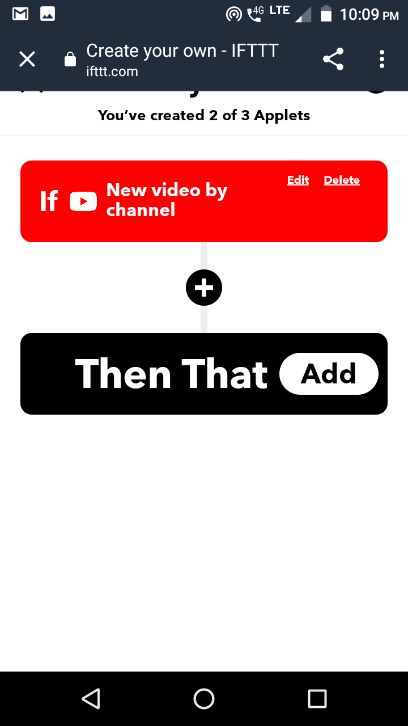 4G LTE 10:09 PM
Create your own - IFTTT
ifttt.com
You've created 2 of 3 Applets
If New video by channel
Edit Delete
Then That Add